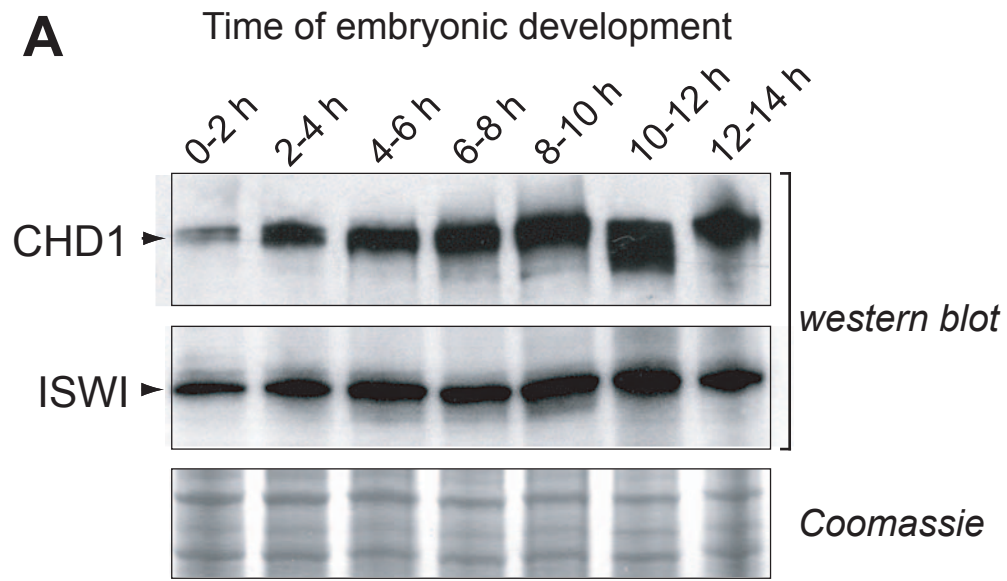 A
Time of embryonic development
0-2 h
2-4 h
4-6 h
6-8 h
8-10 h
10-12 h
12-14 h
CHD1
western blot
ISWI
Coomassie